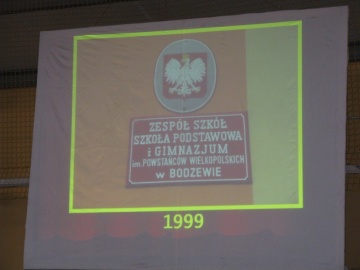 ZESPÓŁ SZKÓŁ
SZKOŁA PODSTAWOWA
i GIMNAZJUM
im. POWSTAŃCÓW WIELKOPOLSKICH
w BODZEWIE
1999